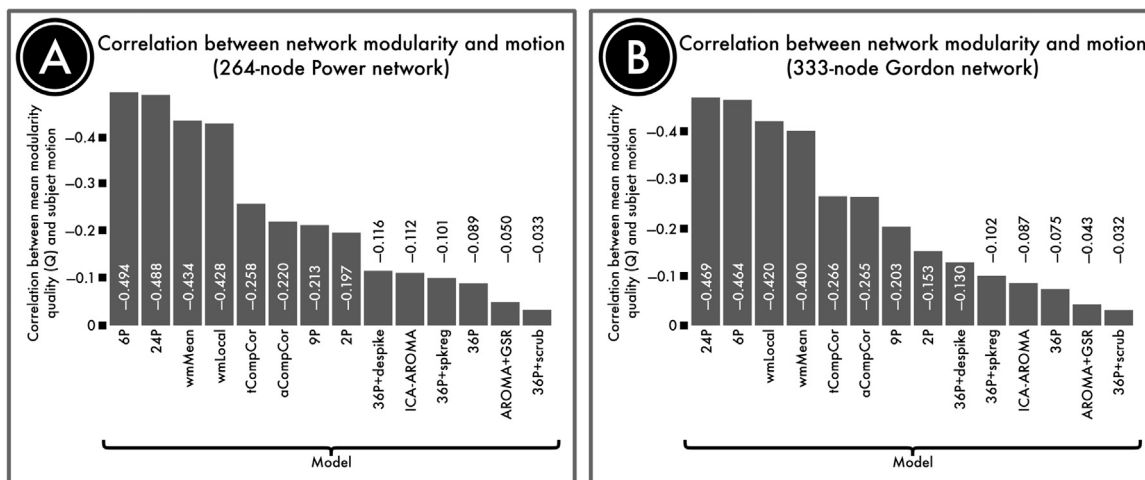 A
Correlation between network modularity and motion
(264-node Power network)
Correlation between mean modularity
quality (Q) and subject motion
−0.4
−0.3
−0.2
−0.1
0
−0.494
−0.488
−0.434
−0.428
−0.258
−0.220
−0.213
−0.197
−0.116
−0.112
−0.101
−0.089
−0.050
−0.033
6P
24P
wmMean
wmLocal
tCompCor
aCompCor
9P
2P
36P+despike
ICA-AROMA
36P+spkreg
36P
AROMA+GSR
36P+scrub
Model
B
Correlation between network modularity and motion
(333-node Gordon network)
Correlation between mean modularity
quality (Q) and subject motion
−0.4
−0.3
−0.2
−0.1
0
−0.469
−0.464
−0.420
−0.400
−0.266
−0.265
−0.203
−0.153
−0.130
−0.102
−0.087
−0.075
−0.043
−0.032
24P
6P
wmLocal
wmMean
tCompCor
aCompCor
9P
2P
36P+despike
36P+spkreg
ICA-AROMA
36P
AROMA+GSR
36P+scrub
Model